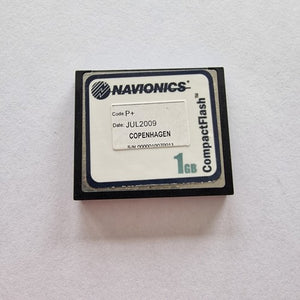 NAVIONICS
Code: P+
Date: JUL2009
COPENHAGEN
1GB
CompactFlash